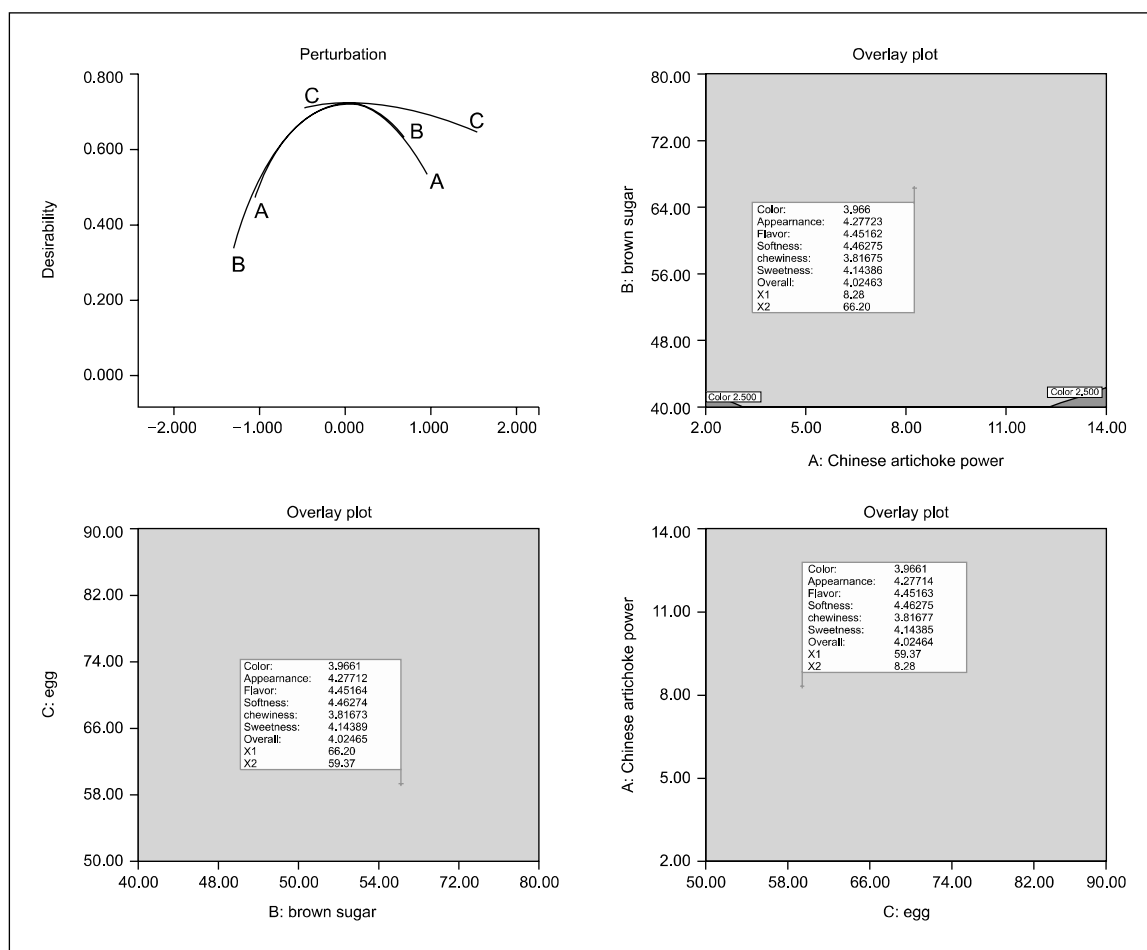 Perturbation
0.800
0.600
0.400
0.200
0.000
Desirability
C
C
B
A
A
B
−2.000 −1.000 0.000 1.000 2.000
Overlay plot
80.00
72.00
64.00
56.00
48.00
40.00
B: brown sugar
Color: 3.966
Appearnance: 4.27723
Flavor: 4.45162
Softness: 4.46275
chewiness: 3.81675
Sweetness: 4.14386
Overall: 4.02463
X1 8.28
X2 66.20
Color 2.500
Color 2.500
2.00 5.00 8.00 11.00 14.00
A: Chinese artichoke power
Overlay plot
90.00
82.00
74.00
66.00
58.00
50.00
C: egg
Color: 3.9661
Appearnance: 4.27712
Flavor: 4.45164
Softness: 4.46274
chewiness: 3.81673
Sweetness: 4.14389
Overall: 4.02465
X1 66.20
X2 59.37
40.00 48.00 50.00 54.00 72.00 80.00
B: brown sugar
Overlay plot
14.00
11.00
8.00
5.00
2.00
A: Chinese artichoke power
Color: 3.9661
Appearnance: 4.27714
Flavor: 4.45163
Softness: 4.46275
chewiness: 3.81677
Sweetness: 4.14385
Overall: 4.02464
X1 59.37
X2 8.28
50.00 58.00 66.00 74.00 82.00 90.00
C: egg